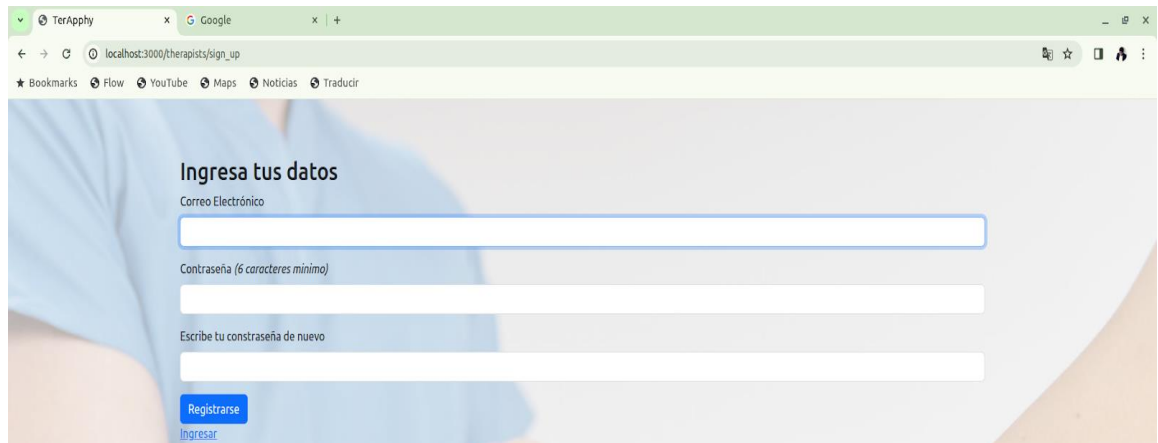 TerApphy
Google
localhost:3000/therapists/sign_up
Bookmarks Flow YouTube Maps Noticias Traducir
Ingresa tus datos
Correo Electrónico
Contraseña (6 caracteres minimo)
Escribe tu constraseña de nuevo
Registrarse
Ingresar